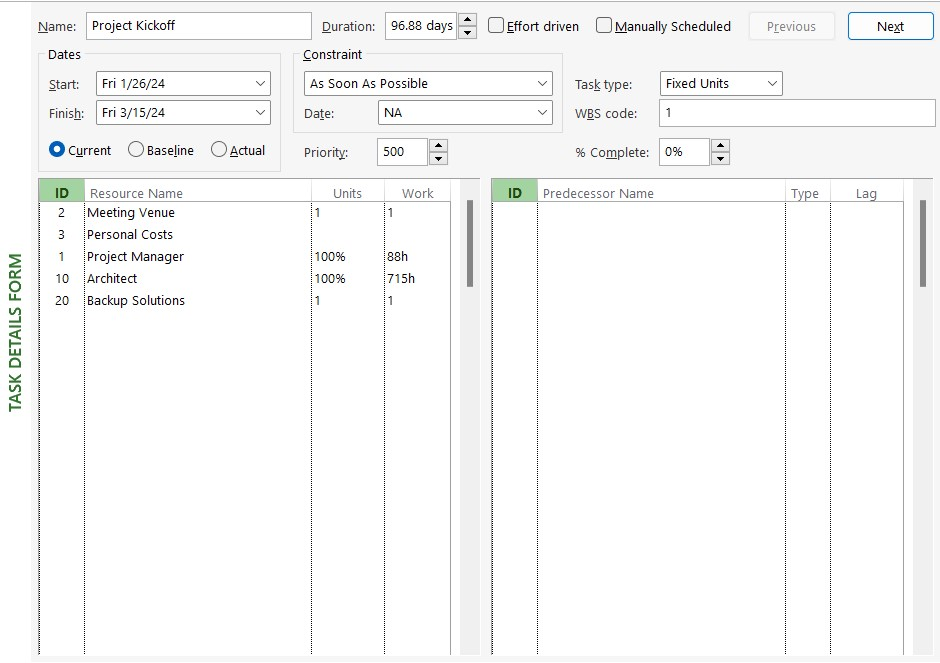 Name: Project Kickoff Duration: 96.88 days Effort driven Manually Scheduled Previous Next
Dates Constraint
Start: Fri 1/26/24 As Soon As Possible Task type: Fixed Units
Finish: Fri 3/15/24 Date: NA WBS code: 1
Current Baseline Actual Priority: 500 % Complete: 0%
ID Resource Name Units Work ID Predecessor Name Type Lag
2 Meeting Venue 1 1
3 Personal Costs
1 Project Manager 100% 88h
10 Architect 100% 715h
20 Backup Solutions 1 1
TASK DETAILS FORM